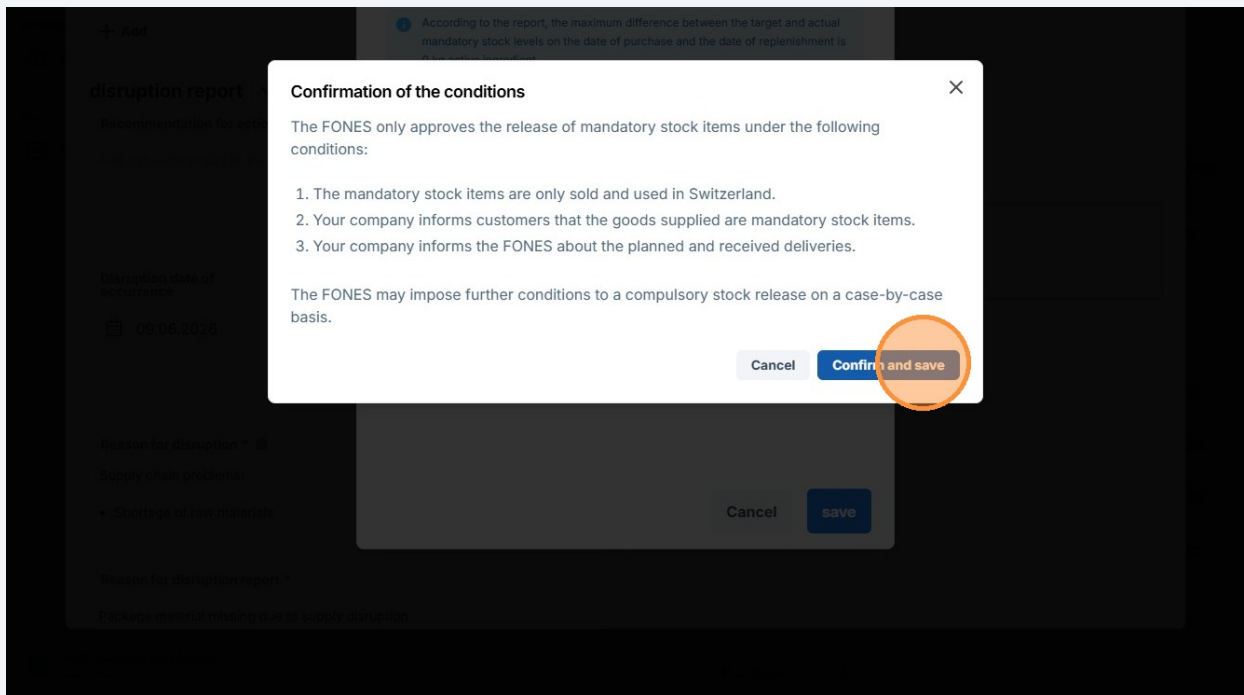 + Add
According to the report, the maximum difference between the target and actual
mandatory stock levels on the date of purchase and the date of replenishment is
disruption report
Confirmation of the conditions
The FONES only approves the release of mandatory stock items under the following
conditions:
1. The mandatory stock items are only sold and used in Switzerland.
2. Your company informs customers that the goods supplied are mandatory stock items.
3. Your company informs the FONES about the planned and received deliveries.
The FONES may impose further conditions to a compulsory stock release on a case-by-case
basis.
Cancel
Confirm and save
Recommendation for
Disruption date of
occurrence
09.06.2026
Reason for disruption *
Supply chain problems:
• Shortage of raw materials
Cancel
save
Reason for disruption report *
Package material missing due to supply disruption